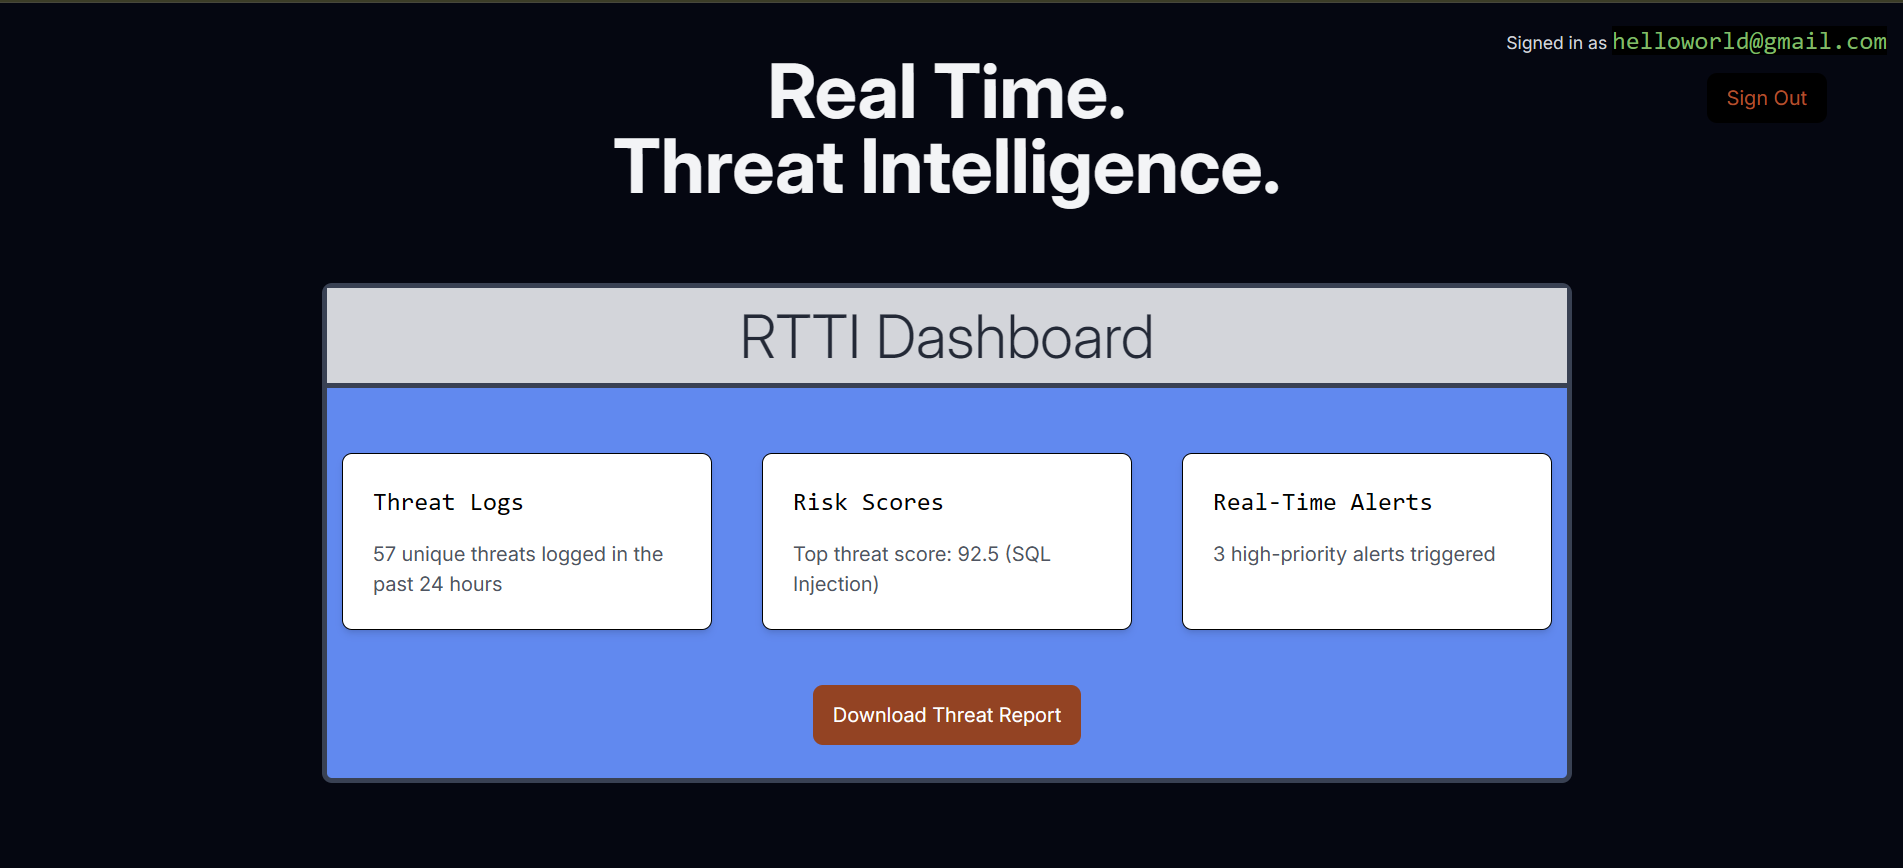 Signed in as helloworld@gmail.com
Sign Out
Real Time.
Threat Intelligence.
RTTI Dashboard
Threat Logs
57 unique threats logged in the
past 24 hours
Risk Scores
Top threat score: 92.5 (SQL
Injection)
Real-Time Alerts
3 high-priority alerts triggered
Download Threat Report